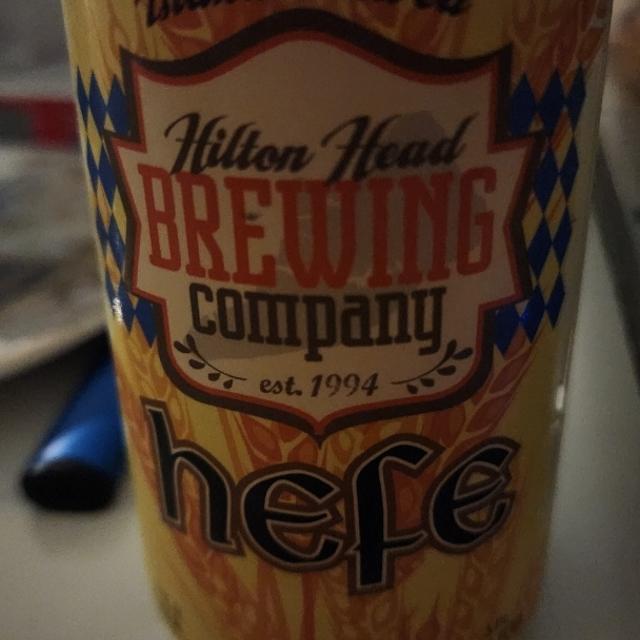 Hilton Head
BREWING
company
est. 1994
hefe